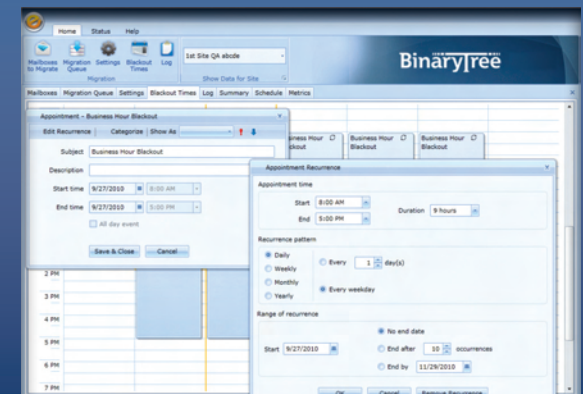 Home Status Help
Mailboxes to Migrate
Migration Queue
Settings
Blackout Times
Log
1st Site QA abcde
Migration
Show Data for Site
BinaryTree
Mailboxes Migration Queue Settings Blackout Times Log Summary Schedule Metrics
Appointment - Business Hour Blackout
Edit Recurrence Categorize Show As
Subject Business Hour Blackout
Description
Start time 9/27/2010 8:00 AM
End time 9/27/2010 5:00 PM
All day event
Save & Close Cancel
siness Hour
ckout
Business Hour
Blackout
Business Hour
Blackout
Appointment Recurrence
Appointment time
Start 8:00 AM
End 5:00 PM
Duration 9 hours
Recurrence pattern
Daily
Weekly
Monthly
Yearly
Every 1 day(s)
Every weekday
Range of recurrence
Start 9/27/2010
No end date
End after 10 occurrences
End by 11/29/2010
OK Cancel Remove Recurrence
2 PM
3 PM
4 PM
5 PM
6 PM
7 PM